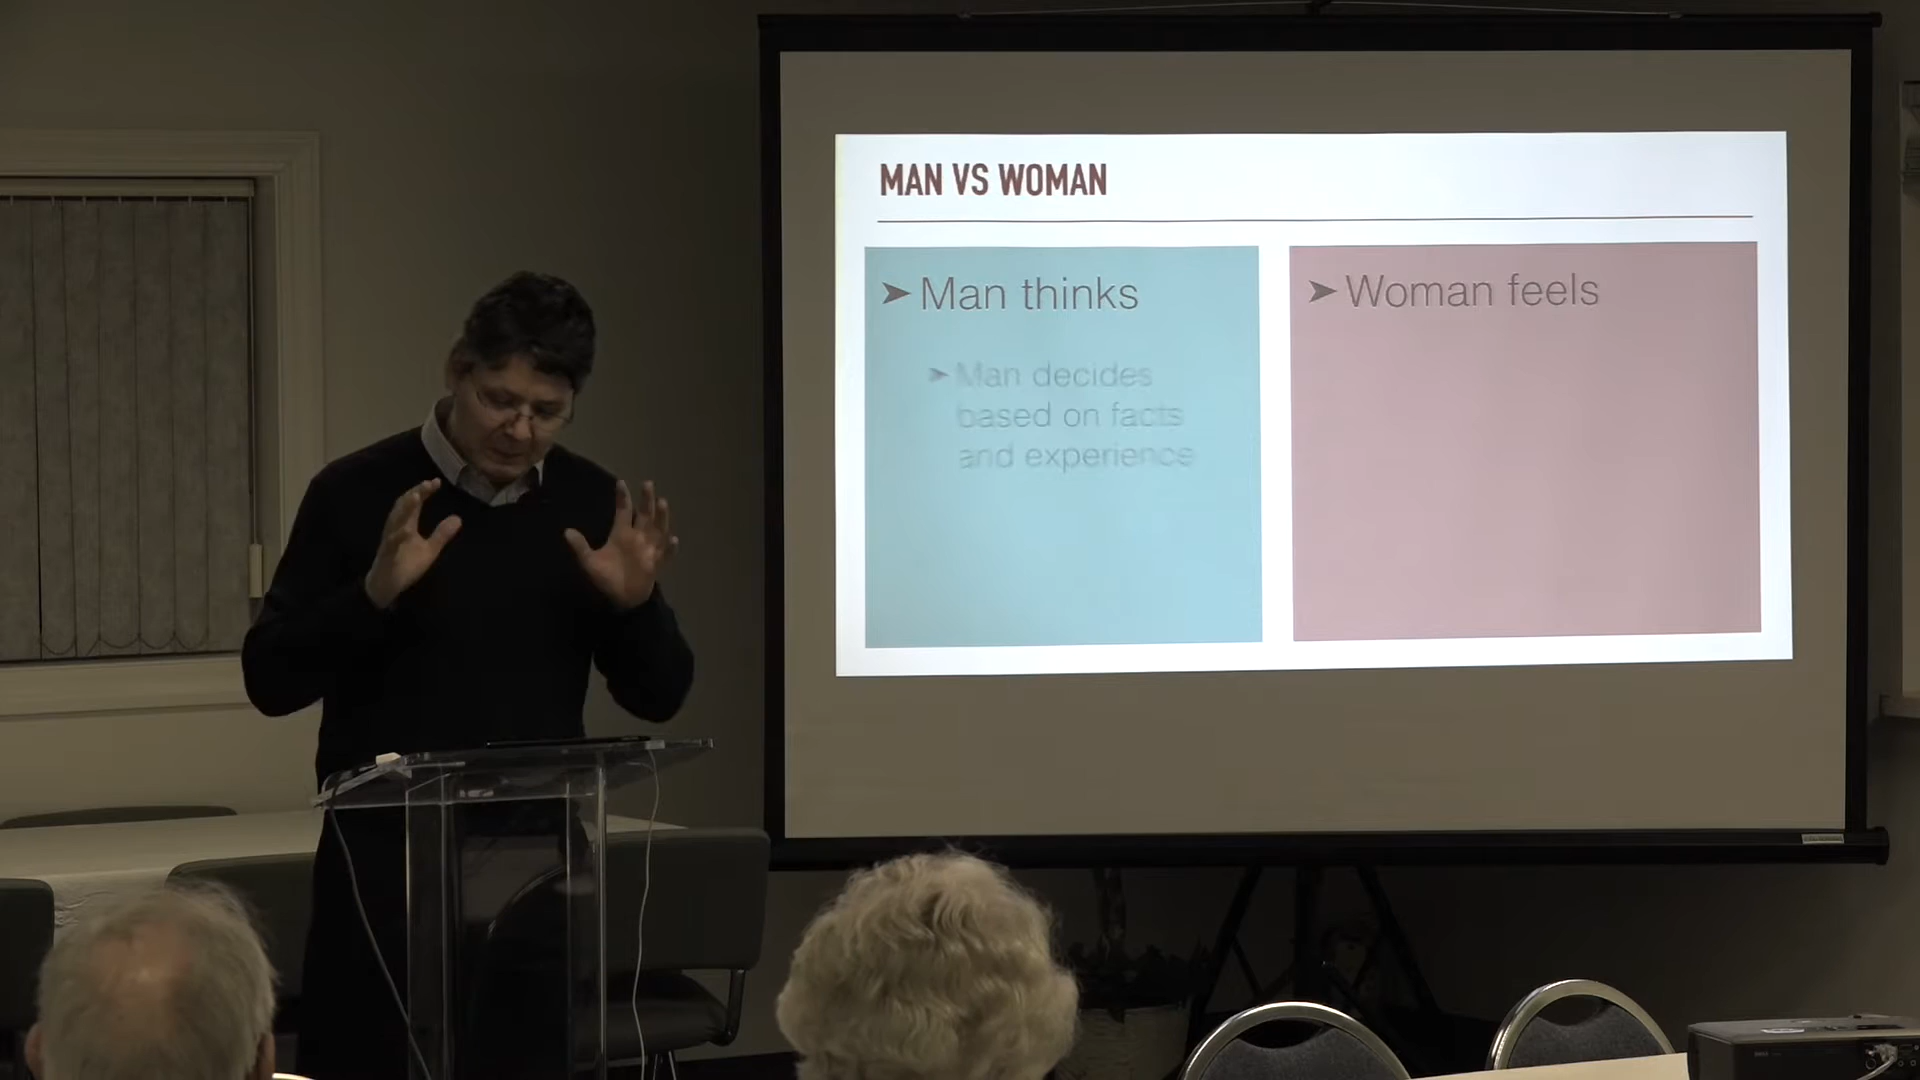 MAN VS WOMAN
➤ Man thinks
➤ Man decides
based on facts
and experience
➤ Woman feels